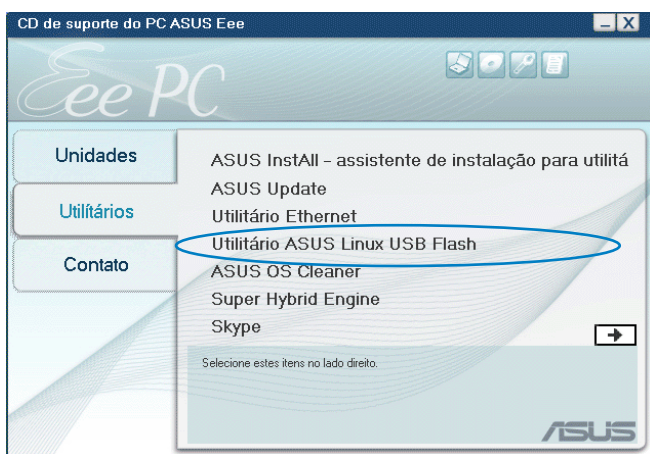 CD de suporte do PC ASUS Eee
Eee PC
Unidades
Utilitários
Contato
ASUS InstAll - assistente de instalação para utilitá
ASUS Update
Utilitário Ethernet
Utilitário ASUS Linux USB Flash
ASUS OS Cleaner
Super Hybrid Engine
Skype
Selecione estes itens no lado direito.
ASUS